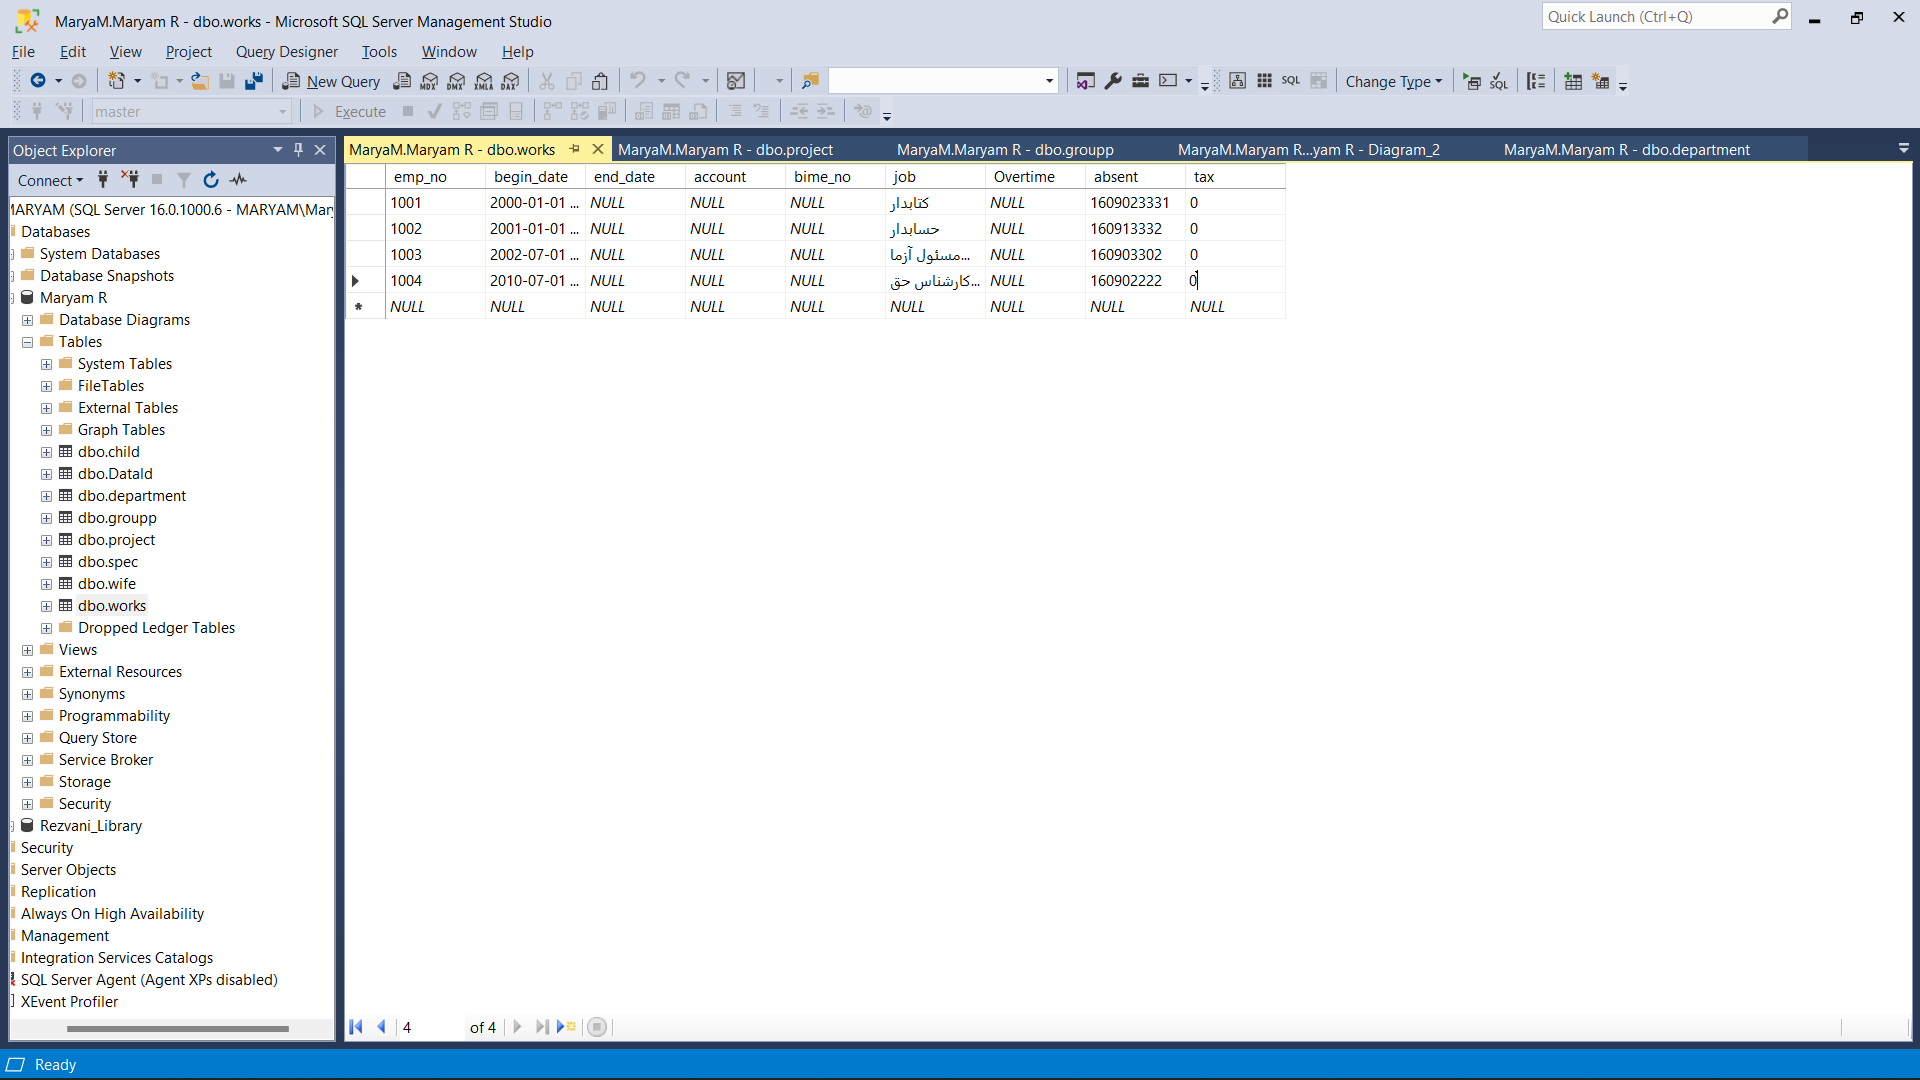 MaryaM.Maryam R - dbo.works - Microsoft SQL Server Management Studio
Quick Launch (Ctrl+Q)
File Edit View Project Query Designer Tools Window Help
New Query MDX DMX XMLA DAX SQL Change Type SQL
master Execute
Object Explorer
Connect
MARYAM (SQL Server 16.0.1000.6 - MARYAM\Mary
Databases
System Databases
Database Snapshots
Maryam R
Database Diagrams
Tables
System Tables
FileTables
External Tables
Graph Tables
dbo.child
dbo.DataId
dbo.department
dbo.groupp
dbo.project
dbo.spec
dbo.wife
dbo.works
Dropped Ledger Tables
Views
External Resources
Synonyms
Programmability
Query Store
Service Broker
Storage
Security
Rezvani_Library
Security
Server Objects
Replication
Always On High Availability
Management
Integration Services Catalogs
SQL Server Agent (Agent XPs disabled)
XEvent Profiler
MaryaM.Maryam R - dbo.works MaryaM.Maryam R - dbo.project MaryaM.Maryam R - dbo.groupp MaryaM.Maryam R...yam R - Diagram_2 MaryaM.Maryam R - dbo.department
emp_no begin_date end_date account bime_no job Overtime absent tax
1001 2000-01-01 ... NULL NULL NULL کتابدار NULL 1609023331 0
1002 2001-01-01 ... NULL NULL NULL حسابدار NULL 160913332 0
1003 2002-07-01 ... NULL NULL NULL مسئول آزما... NULL 160903302 0
1004 2010-07-01 ... NULL NULL NULL کارشناس حق... NULL 160902222 0
* NULL NULL NULL NULL NULL NULL NULL NULL NULL
4 of 4
Ready